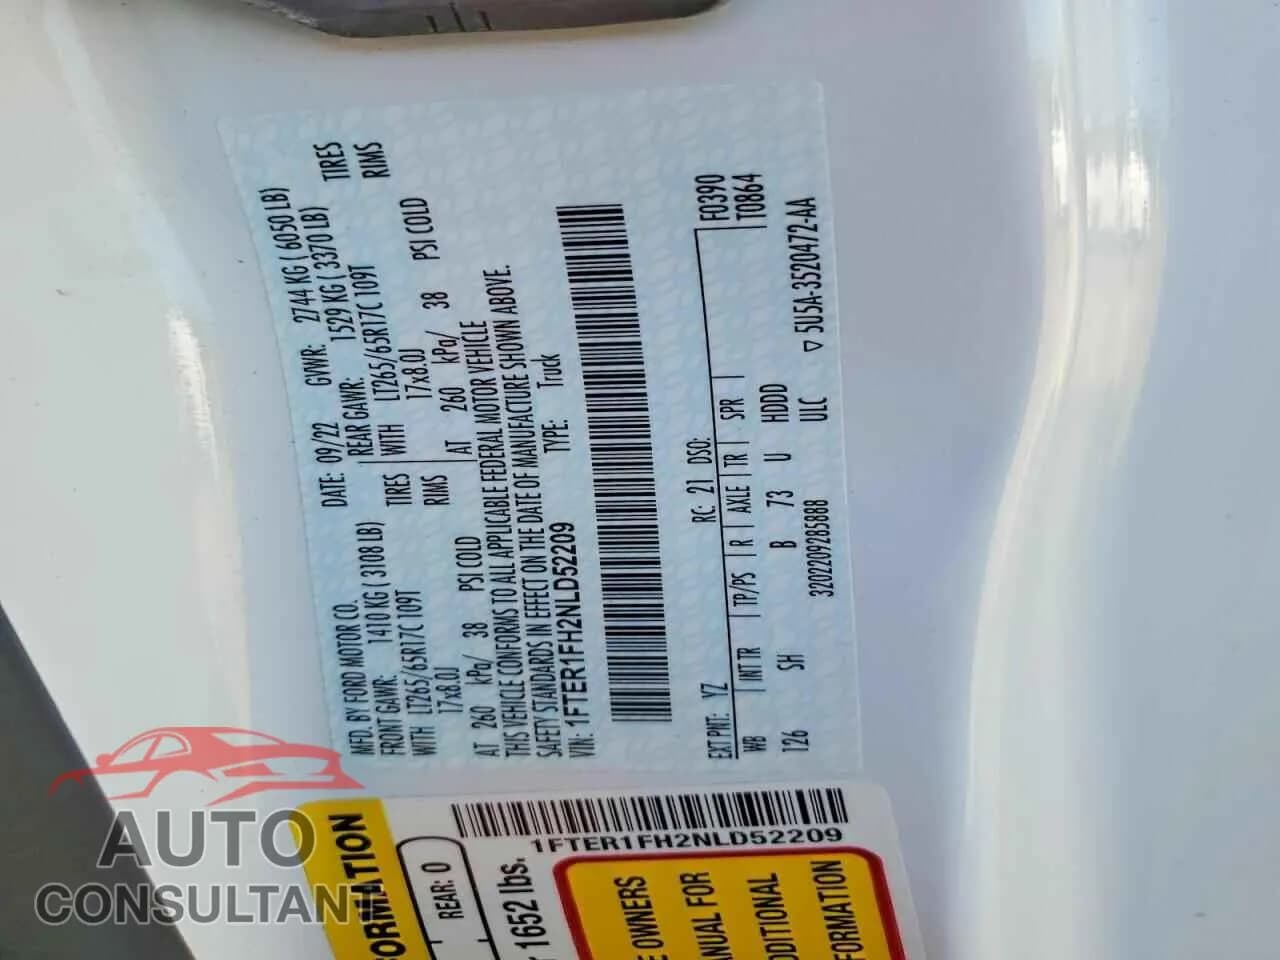 MFD. BY FORD MOTOR CO.
DATE: 09/22 GVWR: 2744 KG ( 6050 LB)
FRONT GAWR: 1410 KG ( 3108 LB) REAR GAWR: 1529 KG ( 3370 LB)
WITH LT265/65R17C 109T TIRES WITH LT265/65R17C 109T TIRES
17x8.0J RIMS 17x8.0J RIMS
AT 260 kPa/ 38 PSI COLD AT 260 kPa/ 38 PSI COLD
THIS VEHICLE CONFORMS TO ALL APPLICABLE FEDERAL MOTOR VEHICLE
SAFETY STANDARDS IN EFFECT ON THE DATE OF MANUFACTURE SHOWN ABOVE.
VIN: 1FTER1FH2NLD52209 TYPE: Truck
F0390
T0864
EXT PNT: YZ RC: 21 DSO:
WB INT TR TP/PS R AXLE TR SPR
126 SH B 73 U HDDD
3202209285888 ULC ▽ 5U5A-3520472-AA
1FTER1FH2NLD52209
ORMATION
REAR: 0
1652 lbs.
E OWNERS
ANUAL FOR
DDITIONAL
FORMATION
AUTO
CONSULTANT